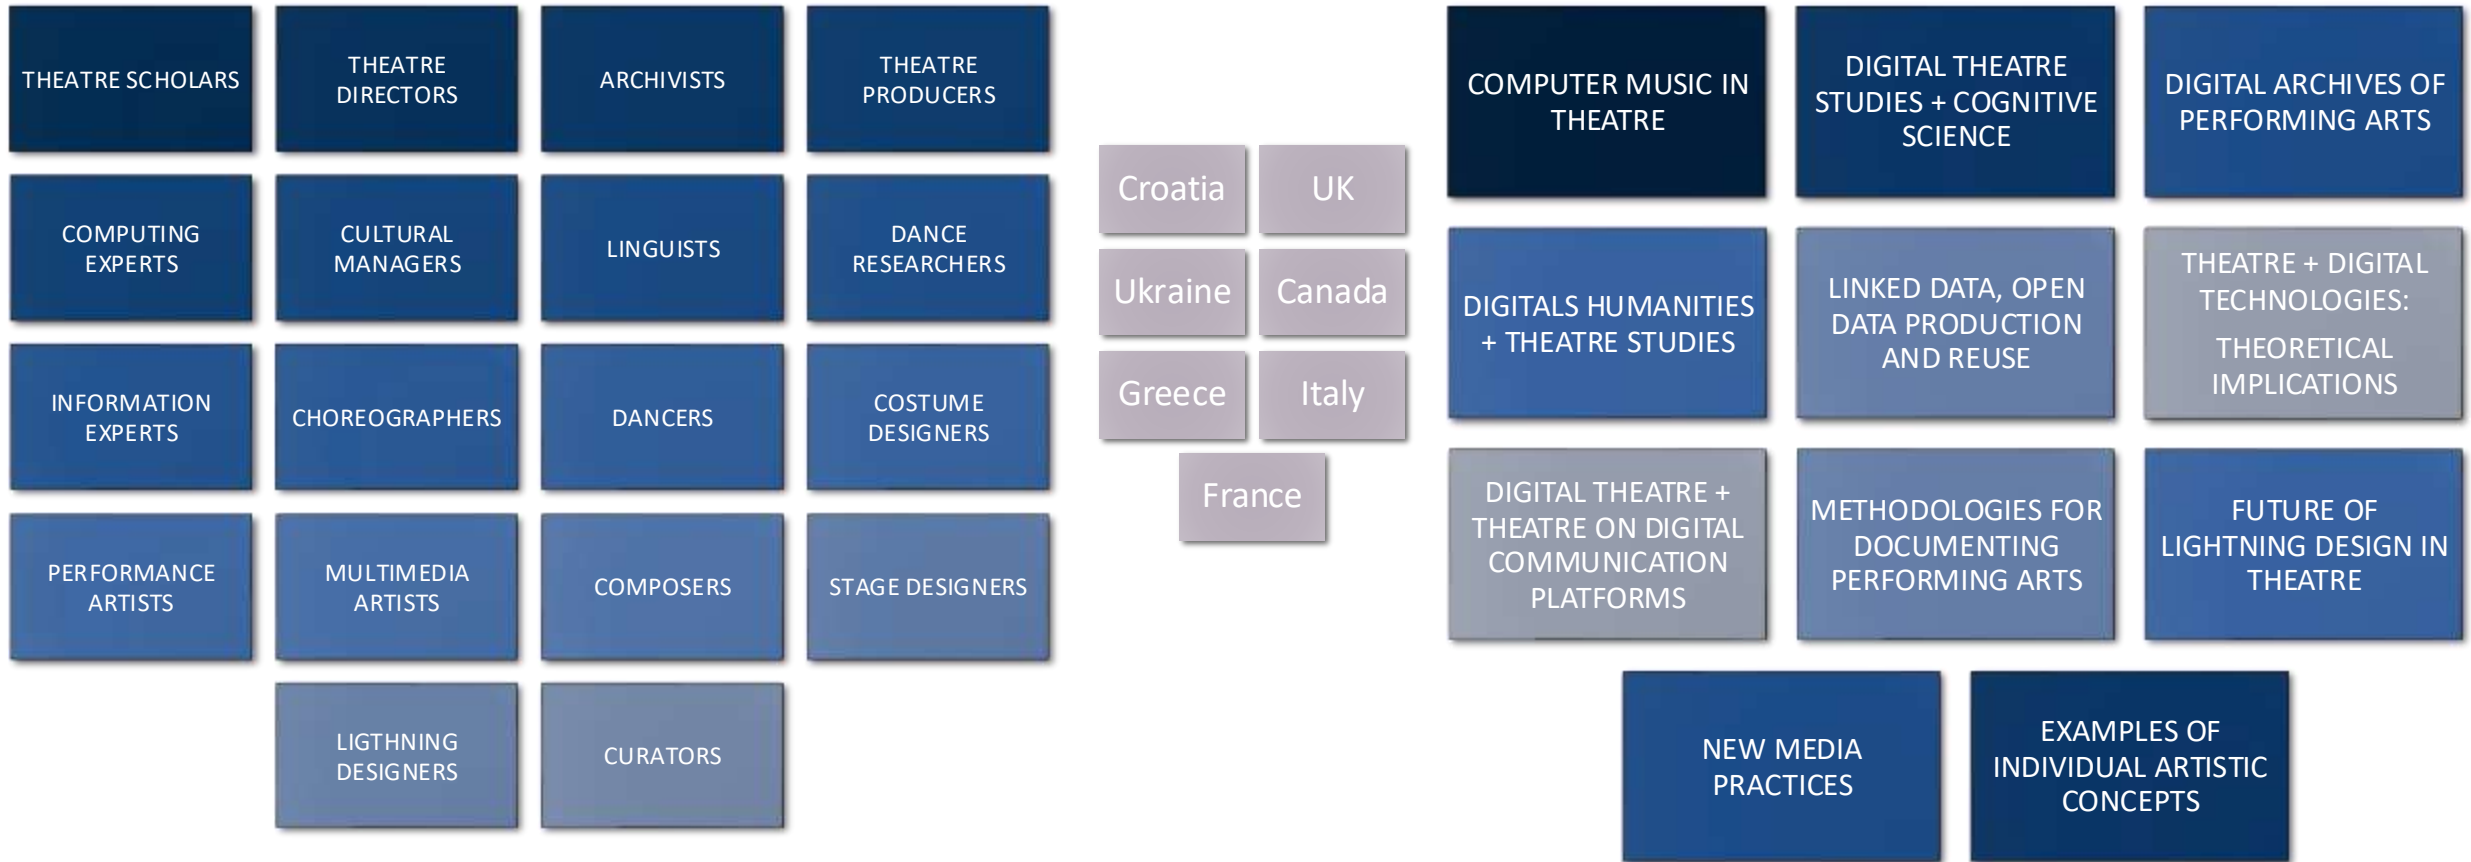 THEATRE SCHOLARS
THEATRE
DIRECTORS
ARCHIVISTS
THEATRE
PRODUCERS
COMPUTING
EXPERTS
CULTURAL
MANAGERS
LINGUISTS
DANCE
RESEARCHERS
INFORMATION
EXPERTS
CHOREOGRAPHERS
DANCERS
COSTUME
DESIGNERS
PERFORMANCE
ARTISTS
MULTIMEDIA
ARTISTS
COMPOSERS
STAGE DESIGNERS
LIGTHNING
DESIGNERS
CURATORS
Croatia
UK
Ukraine
Canada
Greece
Italy
France
COMPUTER MUSIC IN
THEATRE
DIGITAL THEATRE
STUDIES + COGNITIVE
SCIENCE
DIGITAL ARCHIVES OF
PERFORMING ARTS
DIGITALS HUMANITIES
+ THEATRE STUDIES
LINKED DATA, OPEN
DATA PRODUCTION
AND REUSE
THEATRE + DIGITAL
TECHNOLOGIES:
THEORETICAL
IMPLICATIONS
DIGITAL THEATRE +
THEATRE ON DIGITAL
COMMUNICATION
PLATFORMS
METHODOLOGIES FOR
DOCUMENTING
PERFORMING ARTS
FUTURE OF
LIGHTNING DESIGN IN
THEATRE
NEW MEDIA
PRACTICES
EXAMPLES OF
INDIVIDUAL ARTISTIC
CONCEPTS